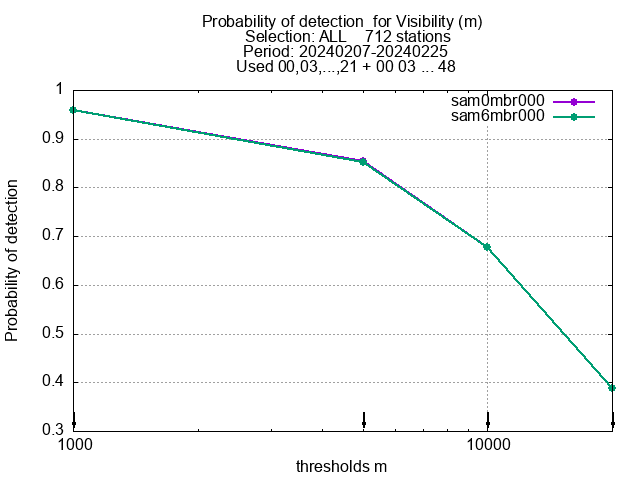 Probability of detection  for Visibility (m)
Selection: ALL    712 stations
Period: 20240207-20240225
Used 00,03,...,21 + 00 03 ... 48
sam0mbr000
sam6mbr000
1
0.9
0.8
0.7
0.6
0.5
0.4
0.3
Probability of detection
1000
10000
thresholds m